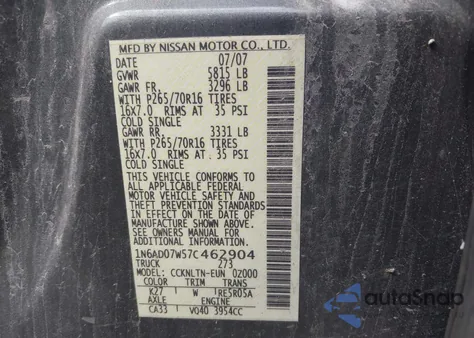 MFD BY NISSAN MOTOR CO., LTD.
DATE 07/07
GVWR 5815 LB
GAWR FR. 3296 LB
WITH P265/70R16 TIRES
16x7.0 RIMS AT 35 PSI
COLD SINGLE
GAWR RR. 3331 LB
WITH P265/70R16 TIRES
16x7.0 RIMS AT 35 PSI
COLD SINGLE
THIS VEHICLE CONFORMS TO
ALL APPLICABLE FEDERAL
MOTOR VEHICLE SAFETY AND
THEFT PREVENTION STANDARDS
IN EFFECT ON THE DATE OF
MANUFACTURE SHOWN ABOVE.
SEE OWNERS MANUAL FOR
ADDITIONAL INFORMATION
1N6AD07W57C462904
TRUCK 273
MODEL CCKNLTN-EUN 0Z000
COLOR TRIM TRANS
K27 W RE5R05A
AXLE ENGINE
CA33 VQ40 3954CC
autoSnap